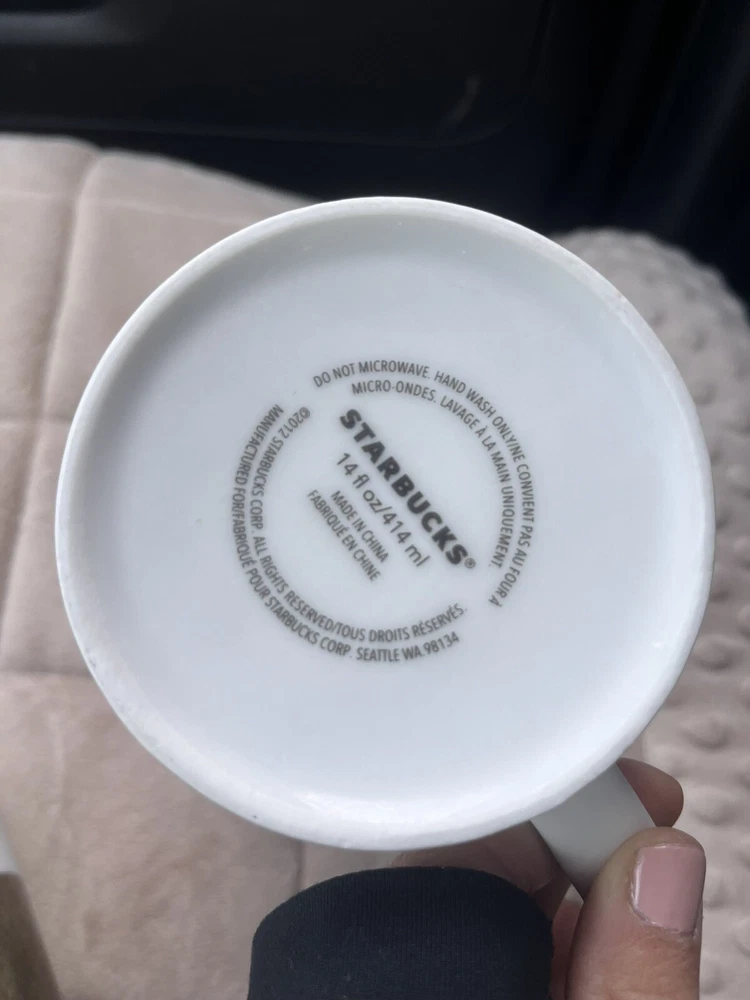 DO NOT MICROWAVE. HAND WASH ONLY/NE CONVIENT PAS AU FOUR À
MICRO-ONDES. LAVAGE À LA MAIN UNIQUEMENT.
STARBUCKS®
14 fl oz/414 ml
MADE IN CHINA
FABRIQUÉ EN CHINE
©2012 STARBUCKS CORP. ALL RIGHTS RESERVED/TOUS DROITS RÉSERVÉS.
MANUFACTURED FOR/FABRIQUÉ POUR STARBUCKS CORP. SEATTLE WA 98134